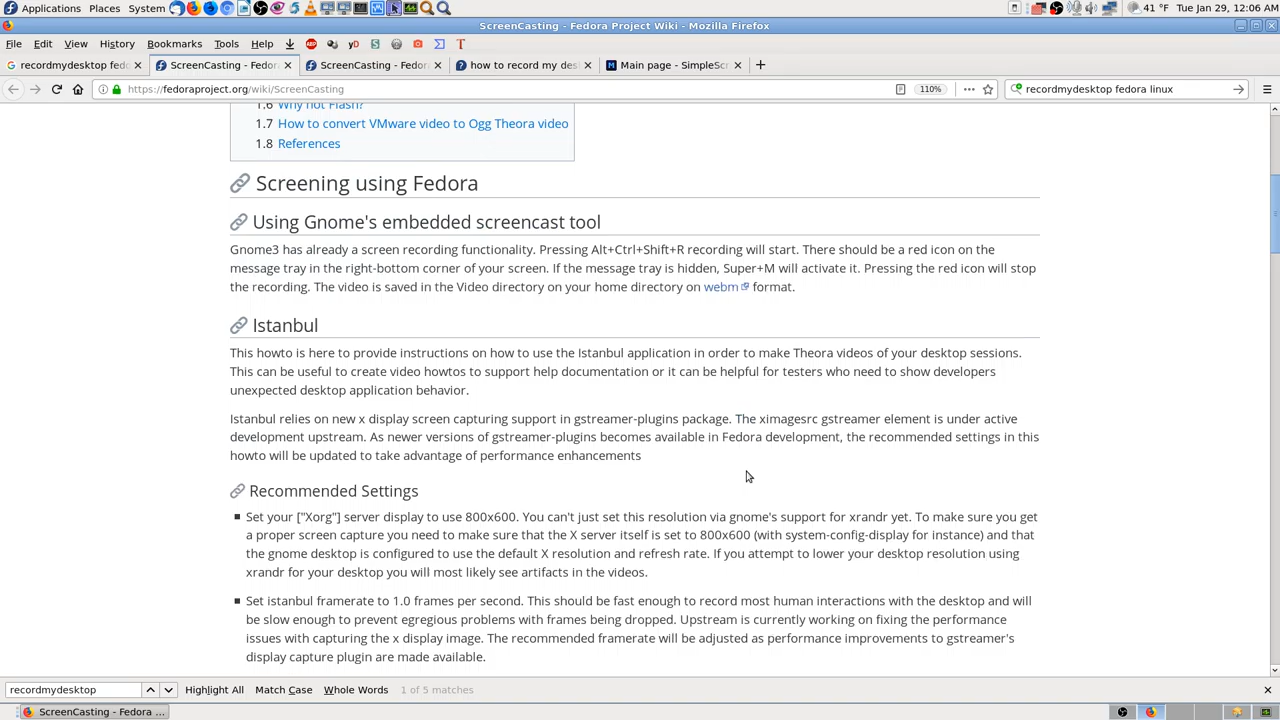 Applications Places System 41 °F Tue Jan 29, 12:06 AM
ScreenCasting - Fedora Project Wiki - Mozilla Firefox
File Edit View History Bookmarks Tools Help
recordmydesktop fed ScreenCasting - Fedor ScreenCasting - Fedor how to record my des Main page - SimpleScr
https://fedoraproject.org/wiki/ScreenCasting 110% recordmydesktop fedora linux
1.6 Why not Flash?
1.7 How to convert VMware video to Ogg Theora video
1.8 References
Screening using Fedora
Using Gnome's embedded screencast tool
Gnome3 has already a screen recording functionality. Pressing Alt+Ctrl+Shift+R recording will start. There should be a red icon on the
message tray in the right-bottom corner of your screen. If the message tray is hidden, Super+M will activate it. Pressing the red icon will stop
the recording. The video is saved in the Video directory on your home directory on webm format.
Istanbul
This howto is here to provide instructions on how to use the Istanbul application in order to make Theora videos of your desktop sessions.
This can be useful to create video howtos to support help documentation or it can be helpful for testers who need to show developers
unexpected desktop application behavior.
Istanbul relies on new x display screen capturing support in gstreamer-plugins package. The ximagesrc gstreamer element is under active
development upstream. As newer versions of gstreamer-plugins becomes available in Fedora development, the recommended settings in this
howto will be updated to take advantage of performance enhancements
Recommended Settings
Set your ["Xorg"] server display to use 800x600. You can't just set this resolution via gnome's support for xrandr yet. To make sure you get
a proper screen capture you need to make sure that the X server itself is set to 800x600 (with system-config-display for instance) and that
the gnome desktop is configured to use the default X resolution and refresh rate. If you attempt to lower your desktop resolution using
xrandr for your desktop you will most likely see artifacts in the videos.
Set istanbul framerate to 1.0 frames per second. This should be fast enough to record most human interactions with the desktop and will
be slow enough to prevent egregious problems with frames being dropped. Upstream is currently working on fixing the performance
issues with capturing the x display image. The recommended framerate will be adjusted as performance improvements to gstreamer's
display capture plugin are made available.
recordmydesktop Highlight All Match Case Whole Words 1 of 5 matches
ScreenCasting - Fedora ...